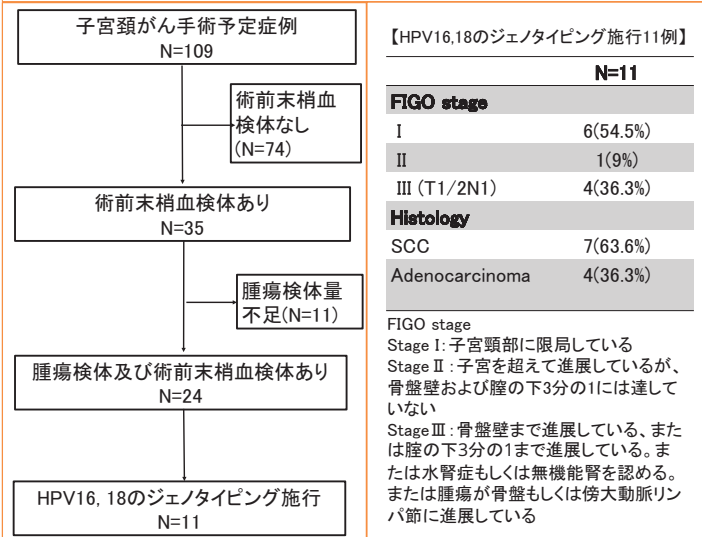 子宮頚がん手術予定症例
N=109
術前末梢血
検体なし
(N=74)
術前末梢血検体あり
N=35
腫瘍検体量
不足(N=11)
腫瘍検体及び術前末梢血検体あり
N=24
HPV16, 18のジェノタイピング施行
N=11
【HPV16,18のジェノタイピング施行11例】
N=11
FIGO stage
I 6(54.5%)
II 1(9%)
III (T1/2N1) 4(36.3%)
Histology
SCC 7(63.6%)
Adenocarcinoma 4(36.3%)
FIGO stage
Stage I: 子宮頸部に限局している
Stage Ⅱ: 子宮を超えて進展しているが、
骨盤壁および膣の下3分の1には達して
いない
StageⅢ: 骨盤壁まで進展している、また
は膣の下3分の1まで進展している。ま
たは水腎症もしくは無機能腎を認める。
または腫瘍が骨盤もしくは傍大動脈リン
パ節に進展している